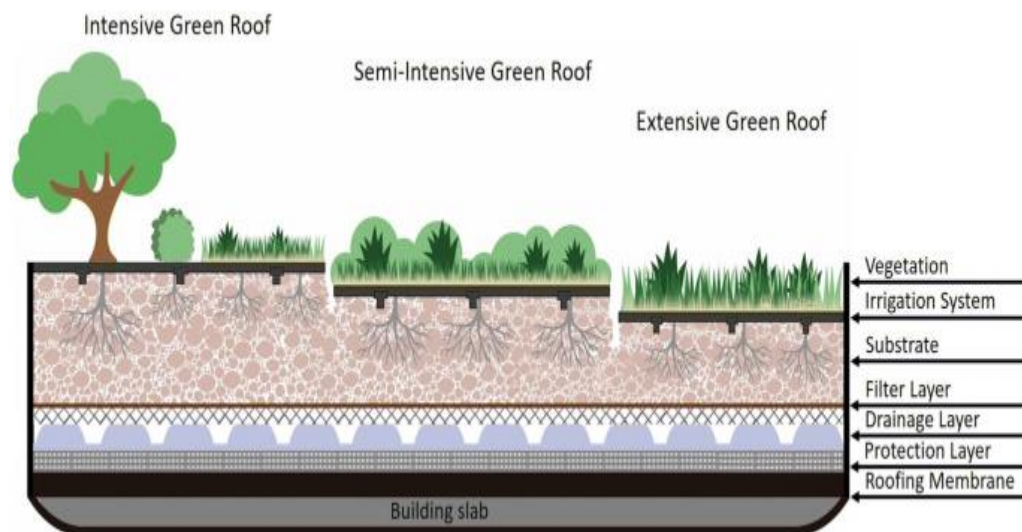 Intensive Green Roof
Semi-Intensive Green Roof
Extensive Green Roof
Vegetation
Irrigation System
Substrate
Filter Layer
Drainage Layer
Protection Layer
Roofing Membrane
Building slab